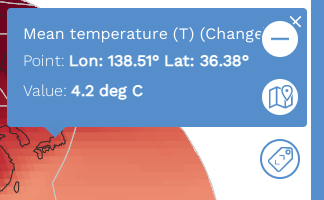 Mean temperature (T) (Change
Point: Lon: 138.51° Lat: 36.38°
Value: 4.2 deg C